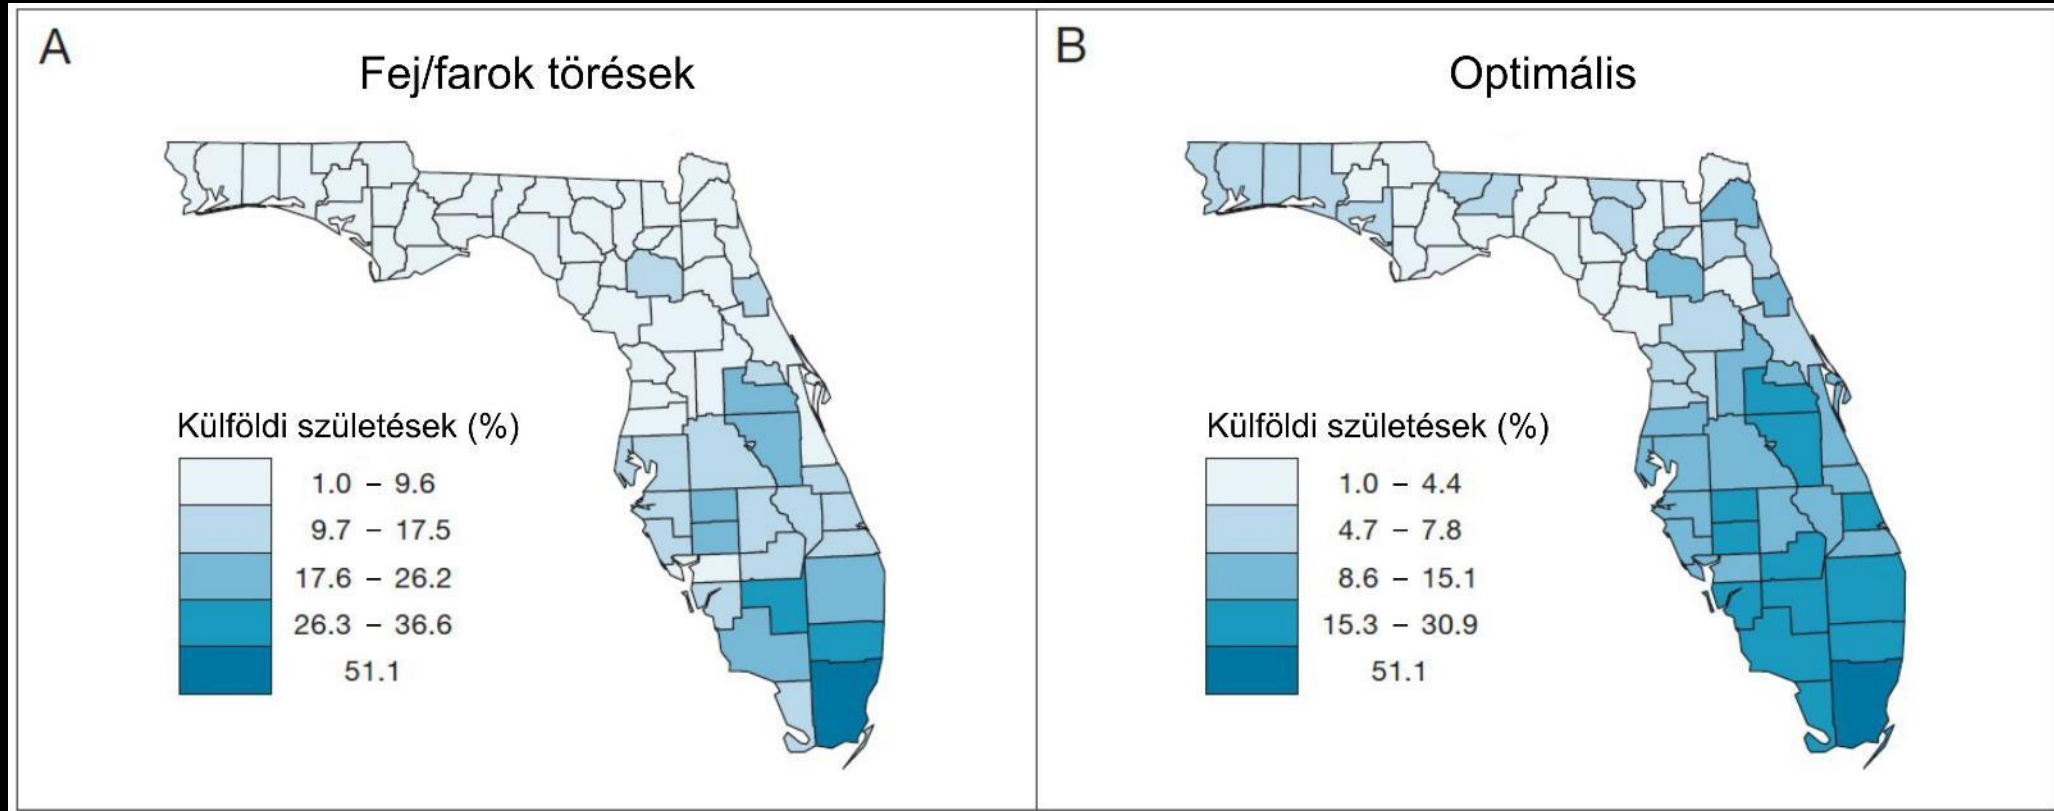 A
Fej/farok törések
Külföldi születések (%)
1.0 – 9.6
9.7 – 17.5
17.6 – 26.2
26.3 – 36.6
51.1
B
Optimális
Külföldi születések (%)
1.0 – 4.4
4.7 – 7.8
8.6 – 15.1
15.3 – 30.9
51.1